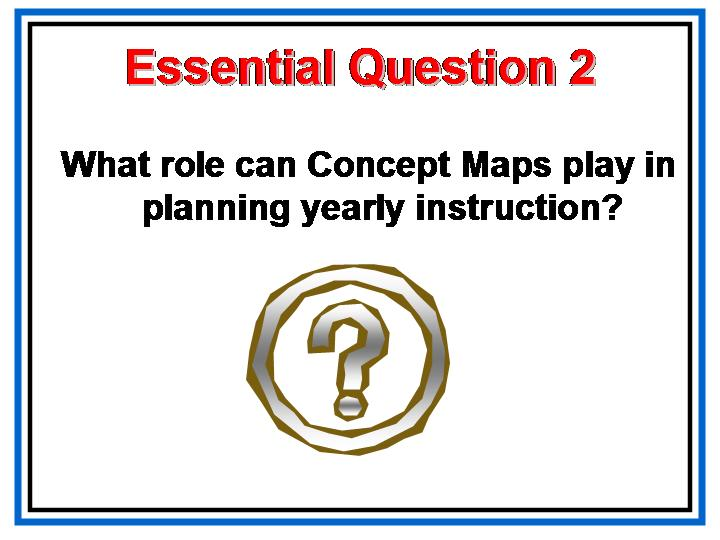 Essential Question 2
What role can Concept Maps play in
planning yearly instruction?
?